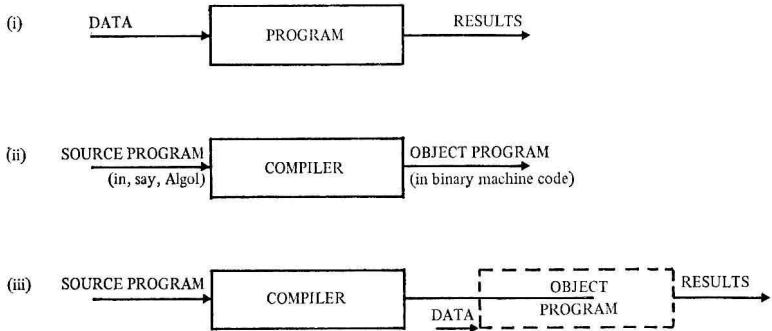 (i) DATA PROGRAM RESULTS
(ii) SOURCE PROGRAM COMPILER OBJECT PROGRAM
(in, say, Algol) (in binary machine code)
(iii) SOURCE PROGRAM COMPILER OBJECT RESULTS
DATA PROGRAM